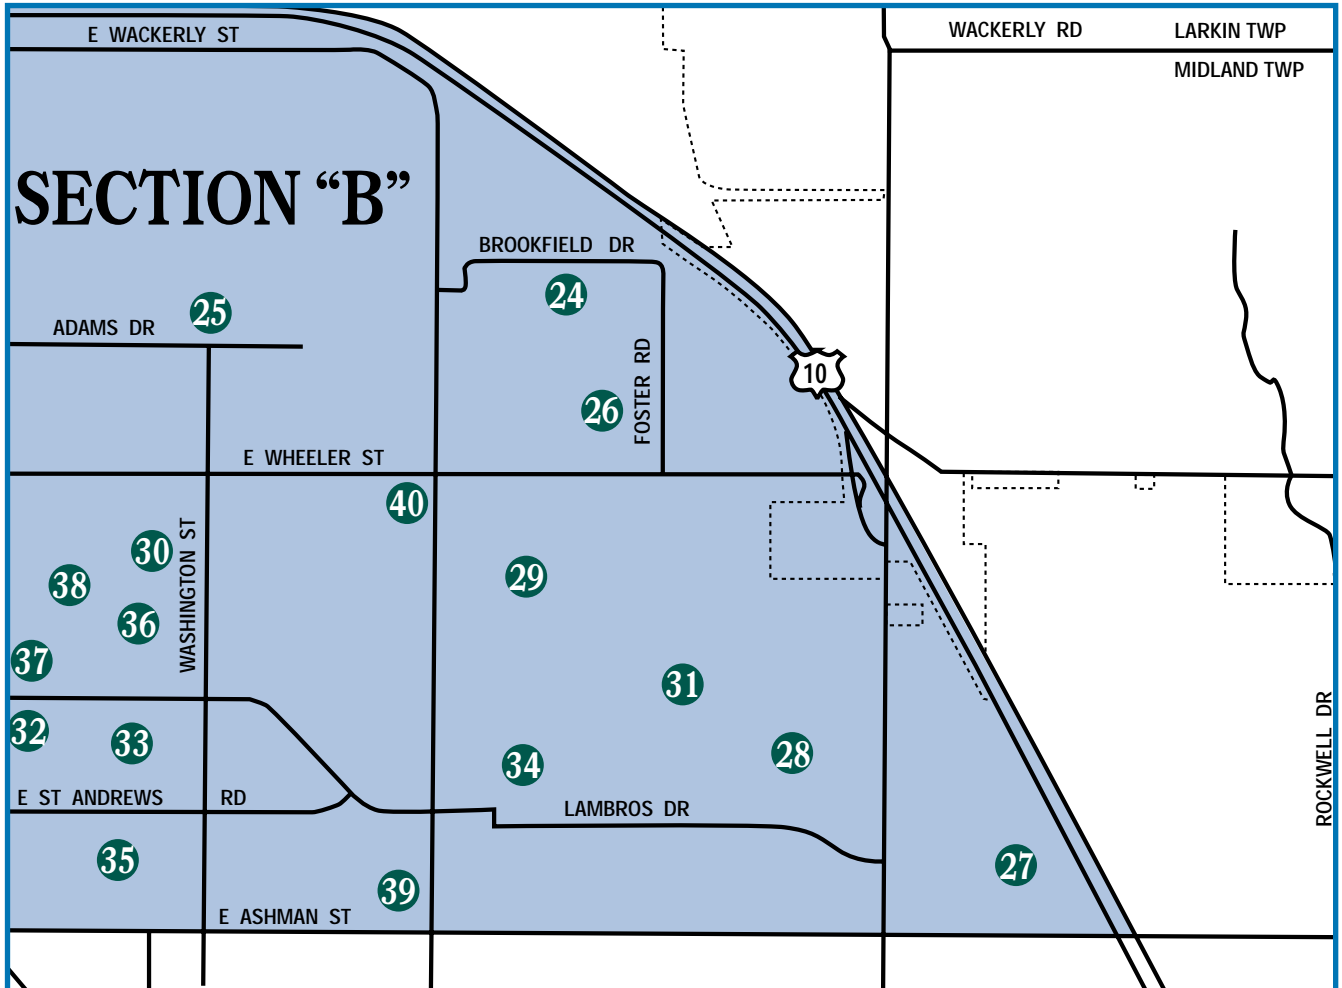 E WACKERLY ST
WACKERLY RD
LARKIN TWP
MIDLAND TWP
SECTION “B”
BROOKFIELD DR
24
25
ADAMS DR
FOSTER RD
10
26
E WHEELER ST
40
WASHINGTON ST
30
29
38
36
37
31
ROCKWELL DR
32
33
28
34
E ST ANDREWS RD
LAMBROS DR
35
27
39
E ASHMAN ST